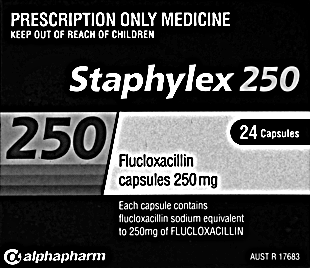 PRESCRIPTION ONLY MEDICINE
KEEP OUT OF REACH OF CHILDREN
Staphylex 250
250
24 Capsules
Flucloxacillin
capsules 250 mg
Each capsule contains
flucloxacillin sodium equivalent
to 250mg of FLUCLOXACILLIN
alphapharm
AUST R 17683